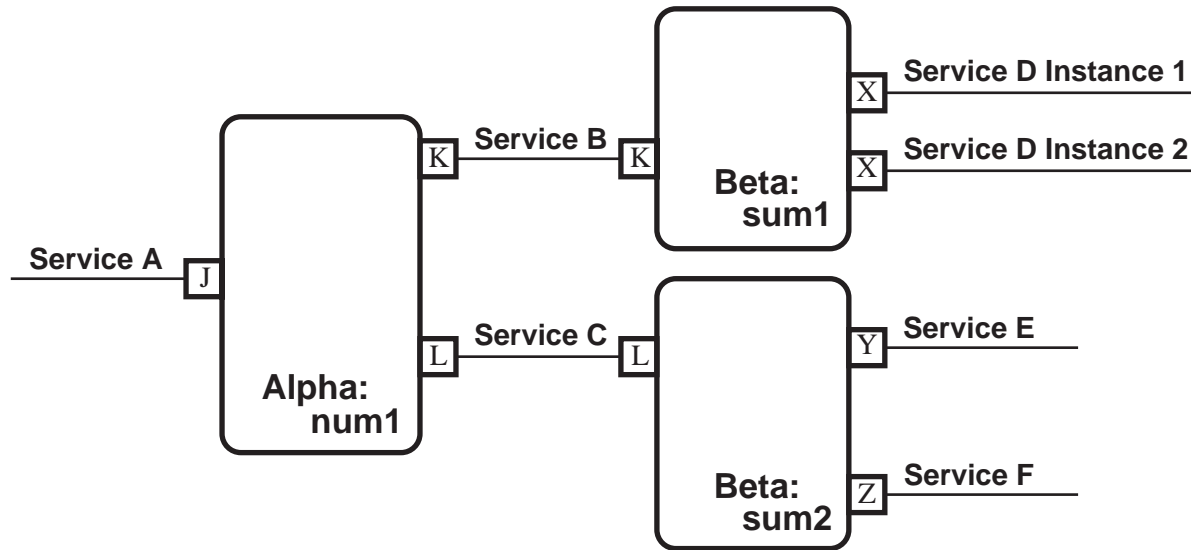 Service A
J
Alpha:
num1
K
Service B
K
L
Service C
L
Beta:
sum1
X
Service D Instance 1
X
Service D Instance 2
Beta:
sum2
Y
Service E
Z
Service F